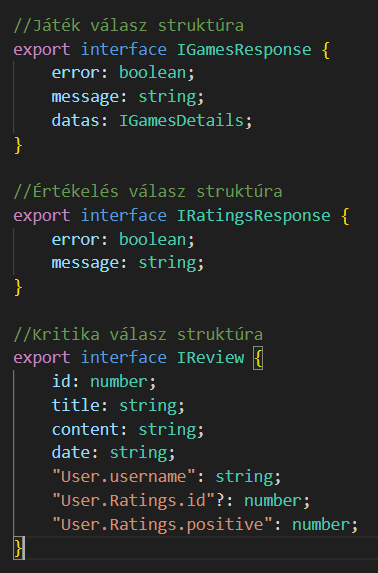 //Játék válasz struktúra
export interface IGamesResponse {
    error: boolean;
    message: string;
    datas: IGamesDetails;
}

//Értékelés válasz struktúra
export interface IRatingsResponse {
    error: boolean;
    message: string;
}

//Kritika válasz struktúra
export interface IReview {
    id: number;
    title: string;
    content: string;
    date: string;
    "User.username": string;
    "User.Ratings.id"?: number;
    "User.Ratings.positive": number;
}